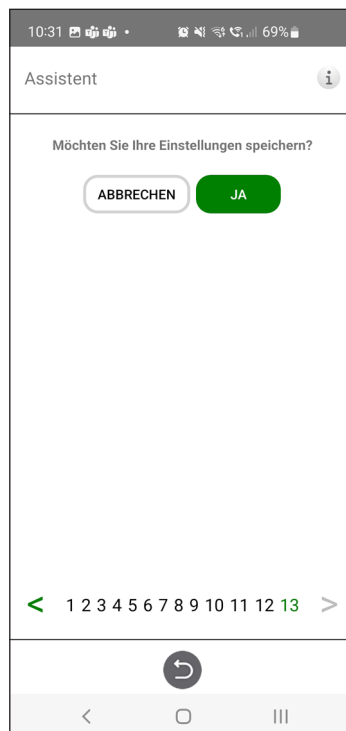 10:31 69%
Assistent i
Möchten Sie Ihre Einstellungen speichern?
ABBRECHEN JA
< 1 2 3 4 5 6 7 8 9 10 11 12 13 >